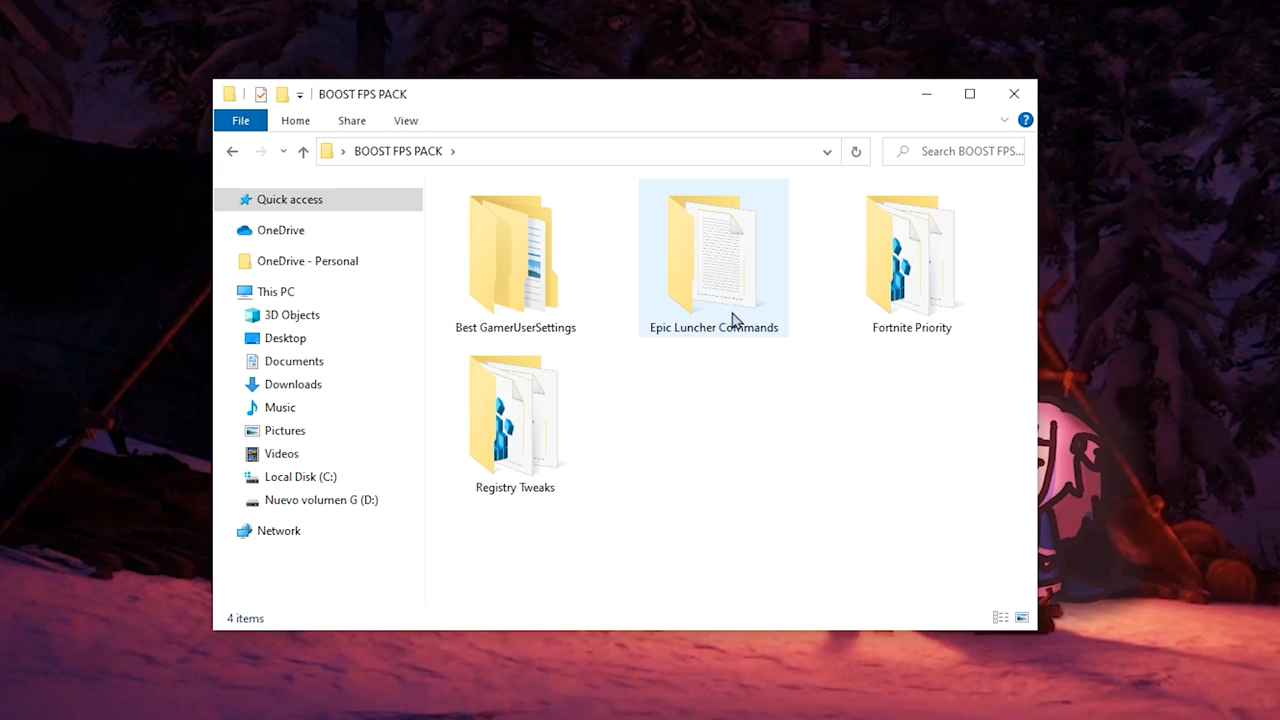 BOOST FPS PACK
File Home Share View
BOOST FPS PACK
Search BOOST FPS...
Quick access
OneDrive
OneDrive - Personal
This PC
3D Objects
Desktop
Documents
Downloads
Music
Pictures
Videos
Local Disk (C:)
Nuevo volumen G (D:)
Network
Best GamerUserSettings
Epic Luncher Commands
Fortnite Priority
Registry Tweaks
4 items